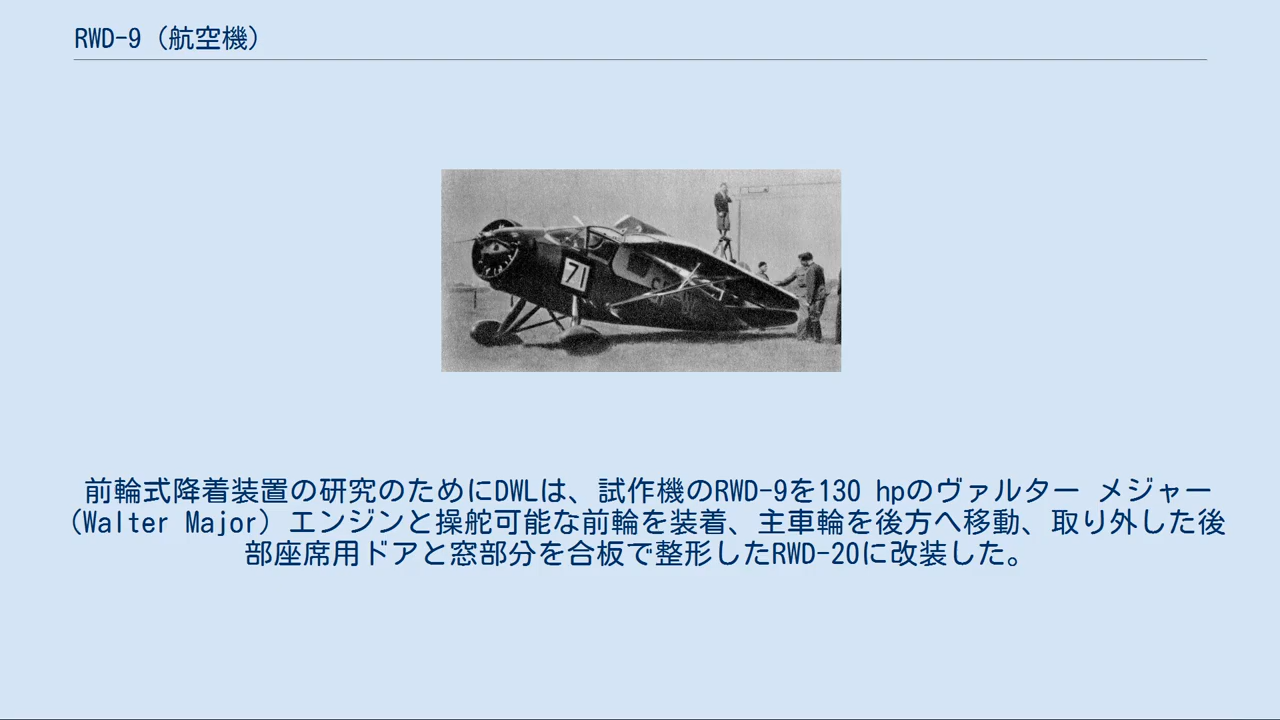 RWD-9（航空機）
71
前輪式降着装置の研究のためにDWLは、試作機のRWD-9を130 hpのヴァルター メジャー
（Walter Major）エンジンと操舵可能な前輪を装着、主車輪を後方へ移動、取り外した後
部座席用ドアと窓部分を合板で整形したRWD-20に改装した。